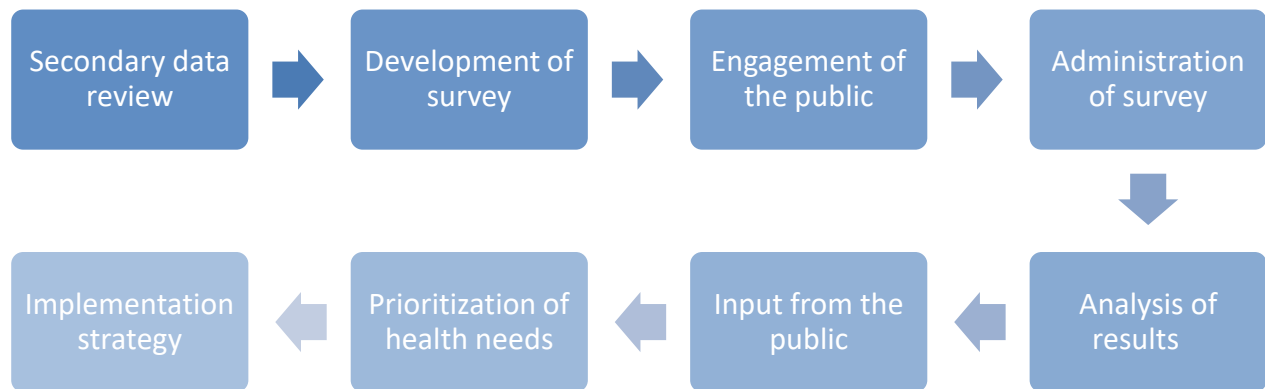 Secondary data
review
Development of
survey
Engagement of
the public
Administration
of survey
Analysis of
results
Input from the
public
Prioritization of
health needs
Implementation
strategy